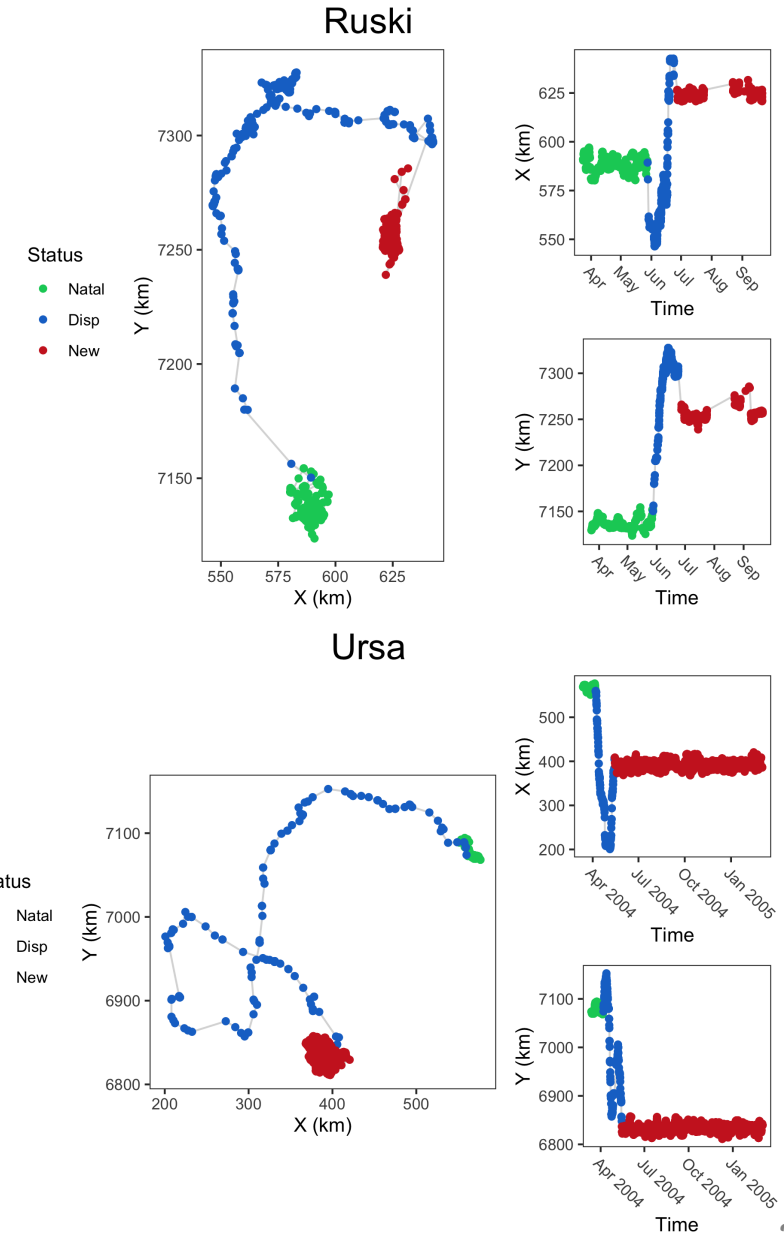 Ruski
7300
7250
7200
7150
Y (km)
550 575 600 625
X (km)
Status
Natal
Disp
New
625
600
575
550
X (km)
Apr May Jun Jul Aug Sep
Time
7300
7250
7200
7150
Y (km)
Apr May Jun Jul Aug Sep
Time
Ursa
7100
7000
6900
6800
Y (km)
200 300 400 500
X (km)
atus
Natal
Disp
New
500
400
300
200
X (km)
Apr 2004 Jul 2004 Oct 2004 Jan 2005
Time
7100
7000
6900
6800
Y (km)
Apr 2004 Jul 2004 Oct 2004 Jan 2005
Time